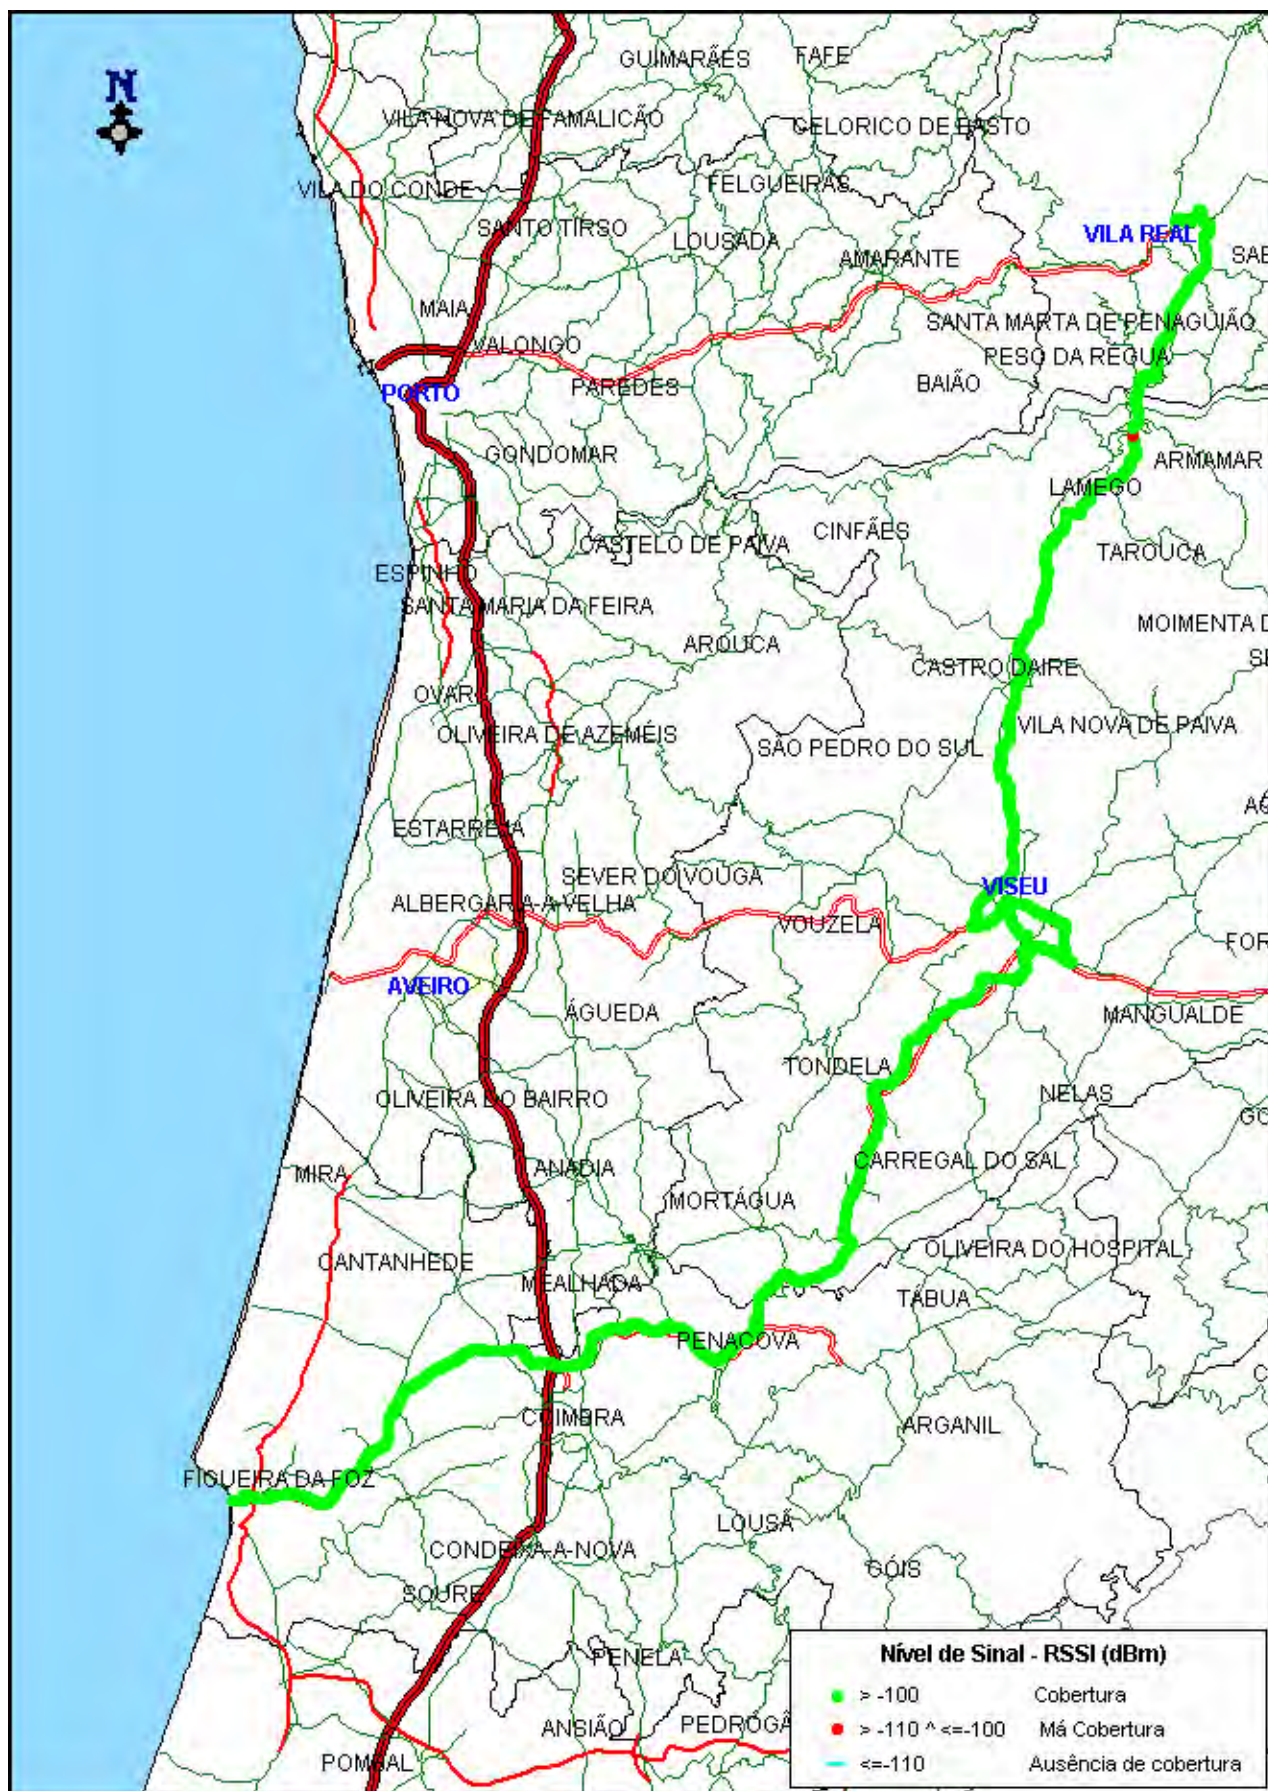 N
GUIMARÃES FAFE
VILA NOVA DE FAMALICÃO
CELORICO DE BASTO
VILA DO CONDE
FELGUEIRAS
SANTO TIRSO
LOUSADA
VILA REAL
AMARANTE
MAIA
SANTA MARTA DE PENAGUIÃO
VALONGO
PESO DA RÉGUA
PORTO
PAREDES
BAIÃO
GONDOMAR
ARMAMAR
LAMEGO
CINFÃES
CASTELO DE PAIVA
TAROUCA
ESPINHO
SANTA MARIA DA FEIRA
MOIMENTA D
AROUCA
CASTRO DAIRE
OVAR
VILA NOVA DE PAIVA
OLIVEIRA DE AZEMÉIS
SÃO PEDRO DO SUL
ESTARREJA
SEVER DO VOUGA
VISEU
ALBERGARIA-A-VELHA
VOUZELA
FOR
AVEIRO
ÁGUEDA
MANGUALDE
TONDELA
NELAS
OLIVEIRA DO BAIRRO
MIRA
ANADIA
CARREGAL DO SAL
MORTÁGUA
CANTANHEDE
OLIVEIRA DO HOSPITAL
MEALHADA
TÁBUA
PENACOVA
COIMBRA
ARGANIL
FIGUEIRA DA FOZ
LOUSÃ
CONDEIXA-A-NOVA
GÓIS
SOURE
PENELA
ANSIÃO
PEDRÓGÃ
POMBAL
Nível de Sinal - RSSI (dBm)
> -100 Cobertura
> -110 ^ <=-100 Má Cobertura
<=-110 Ausência de cobertura